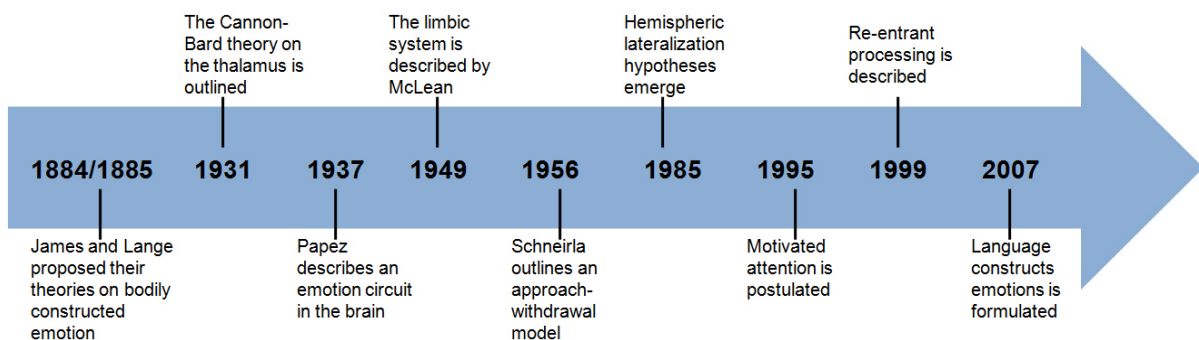 The Cannon-
Bard theory on
the thalamus is
outlined
The limbic
system is
described by
McLean
Hemispheric
lateralization
hypotheses
emerge
Re-entrant
processing is
described
1884/1885 1931 1937 1949 1956 1985 1995 1999 2007
James and Lange
proposed their
theories on bodily
constructed
emotion
Papez
describes an
emotion circuit
in the brain
Schneirla
outlines an
approach-
withdrawal
model
Motivated
attention is
postulated
Language
constructs
emotions is
formulated